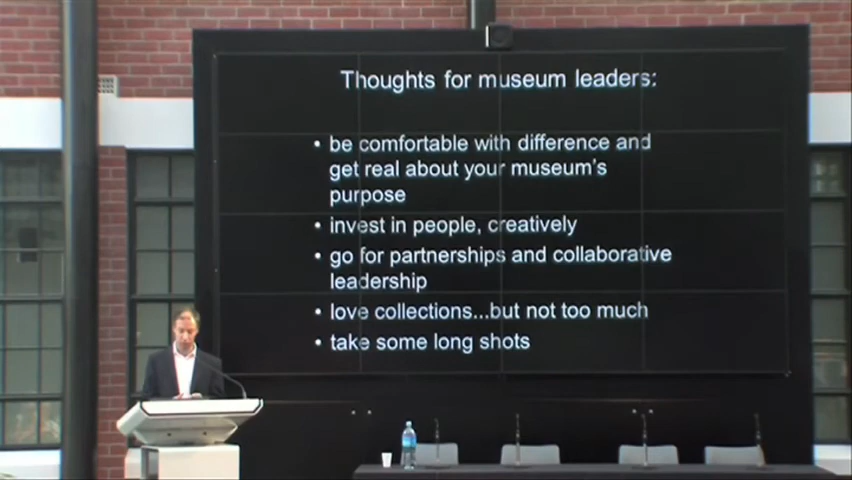 Thoughts for museum leaders:
• be comfortable with difference and
get real about your museum's
purpose
• invest in people, creatively
• go for partnerships and collaborative
leadership
• love collections...but not too much
• take some long shots